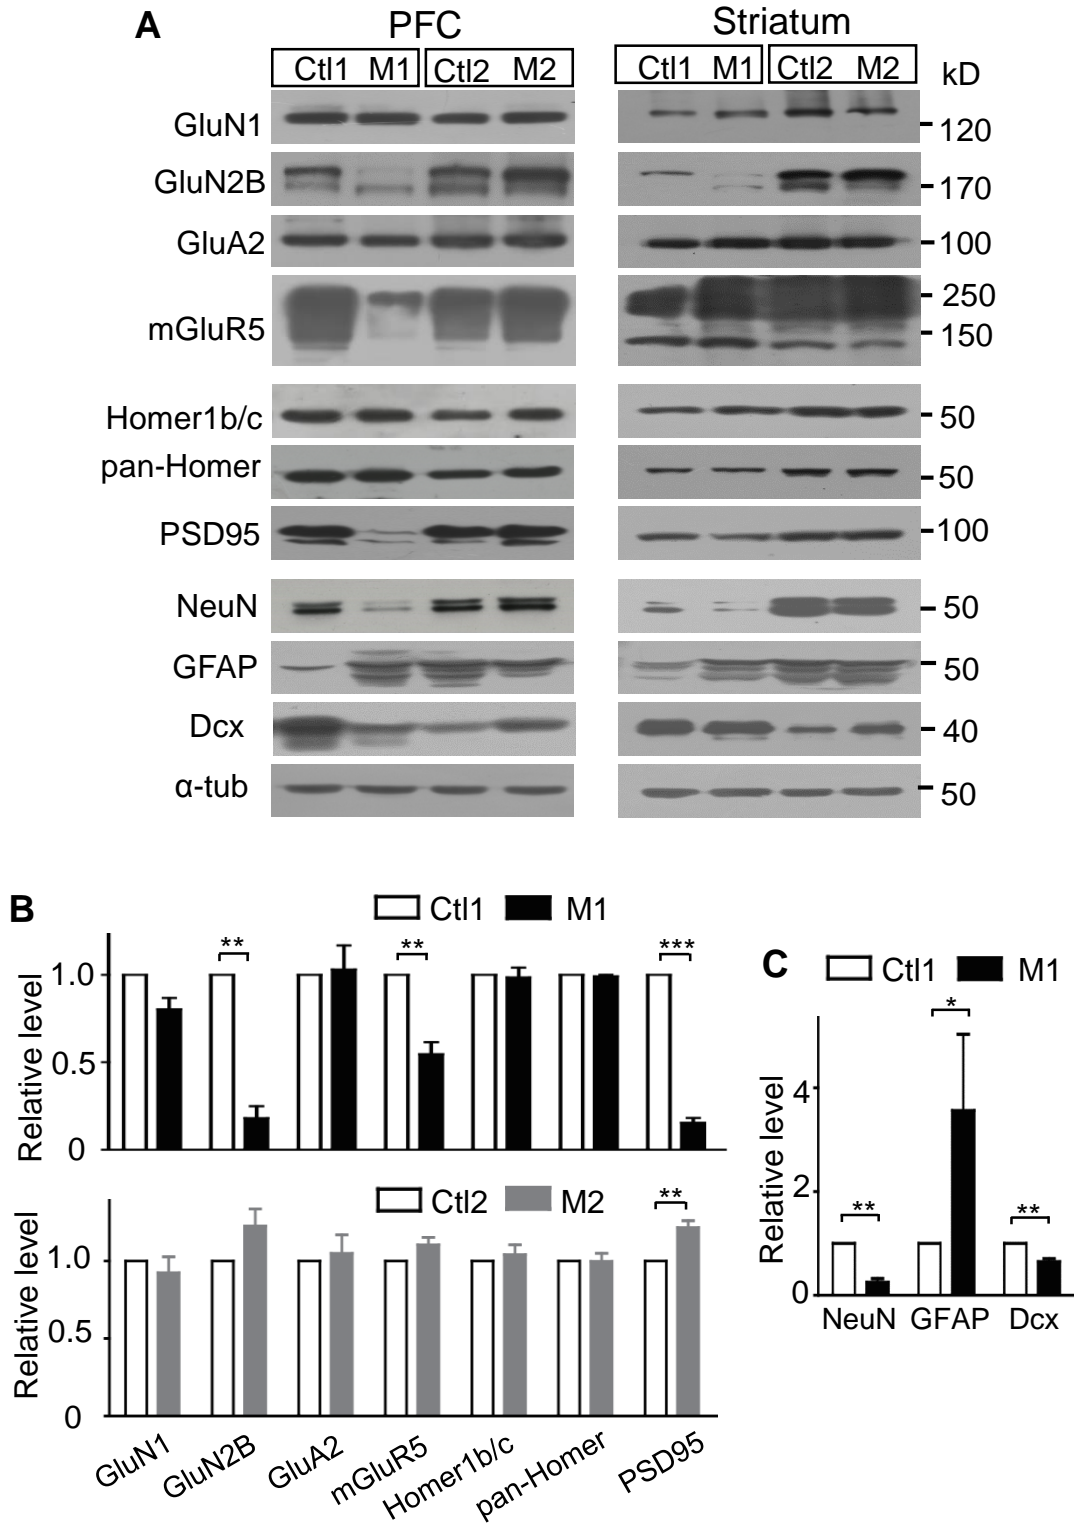 A
PFC
Striatum
Ctl1 M1 Ctl2 M2
Ctl1 M1 Ctl2 M2
kD
GluN1
120
GluN2B
170
GluA2
100
mGluR5
250
150
Homer1b/c
50
pan-Homer
50
PSD95
100
NeuN
50
GFAP
50
Dcx
40
α-tub
50
B
Ctl1 M1
Relative level
1.0
0.5
0
** ** ***
Ctl2 M2
Relative level
1.0
0.5
0
**
GluN1 GluN2B GluA2 mGluR5 Homer1b/c pan-Homer PSD95
C
Ctl1 M1
Relative level
4
2
0
** * **
NeuN GFAP Dcx